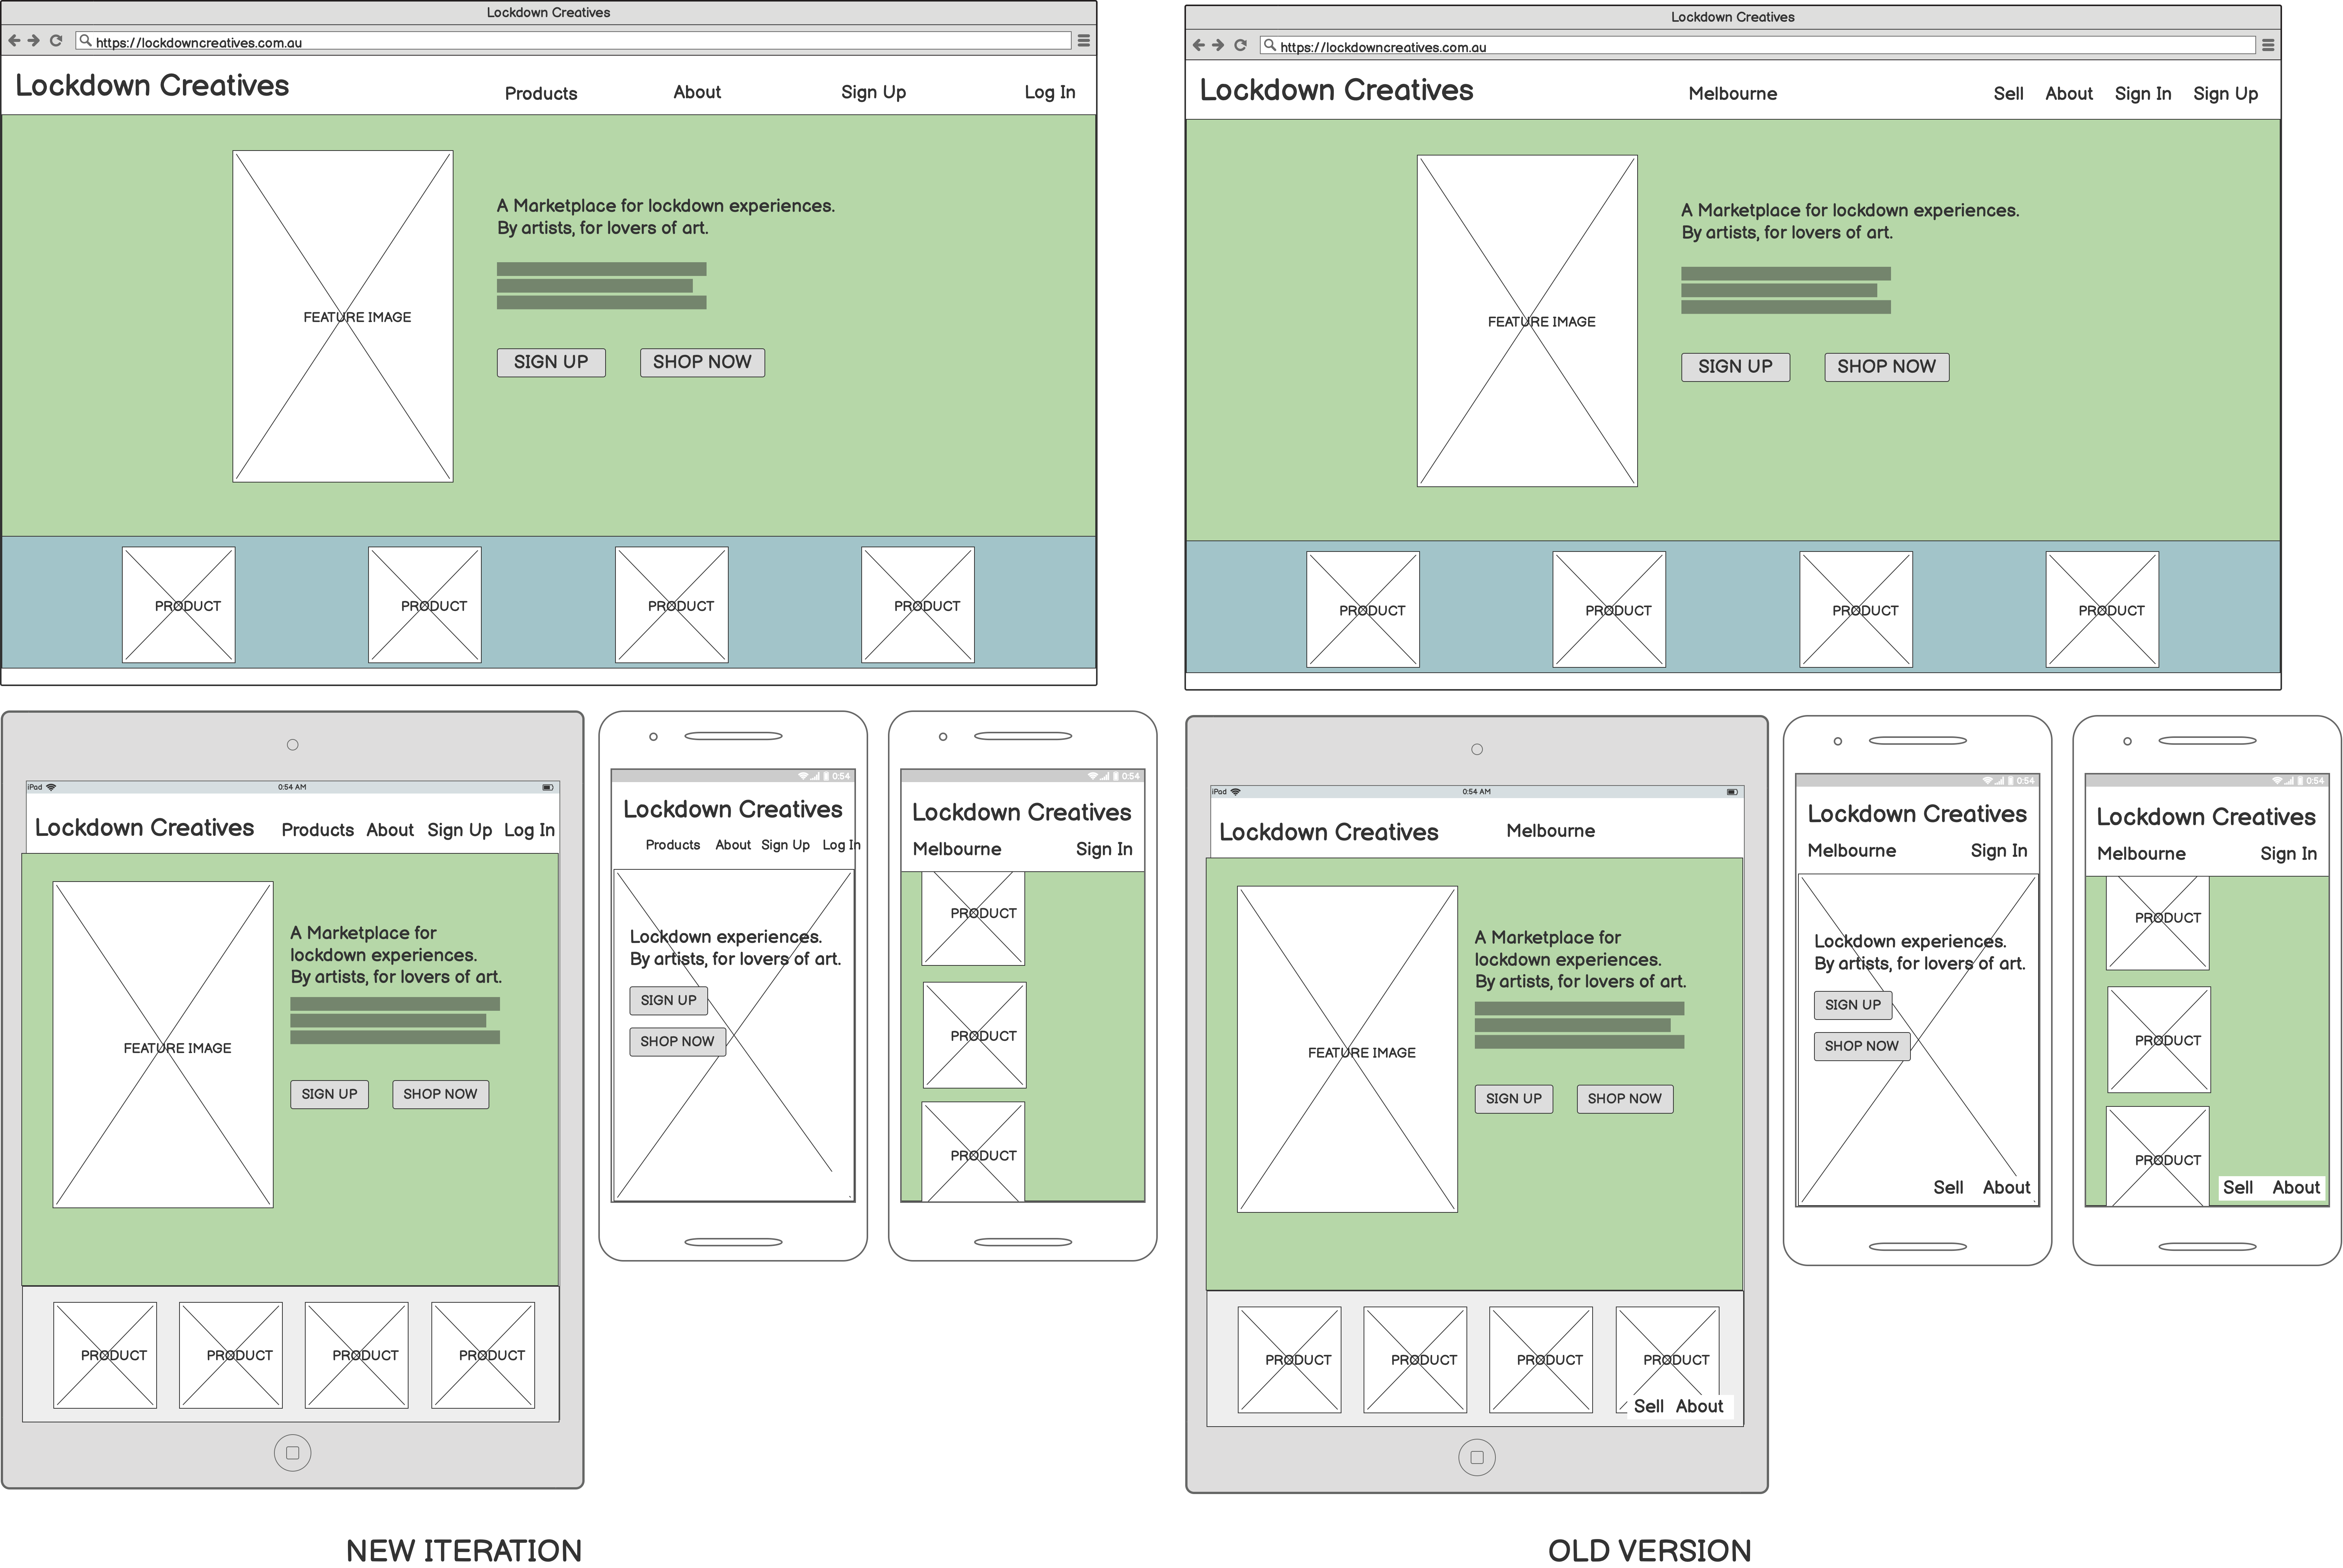 Lockdown Creatives
https://lockdowncreatives.com.au
Lockdown Creatives Products About Sign Up Log In
A Marketplace for lockdown experiences.
By artists, for lovers of art.
FEATURE IMAGE
SIGN UP SHOP NOW
PRODUCT PRODUCT PRODUCT PRODUCT
Lockdown Creatives
https://lockdowncreatives.com.au
Lockdown Creatives Melbourne Sell About Sign In Sign Up
A Marketplace for lockdown experiences.
By artists, for lovers of art.
FEATURE IMAGE
SIGN UP SHOP NOW
PRODUCT PRODUCT PRODUCT PRODUCT
iPad 0:54 AM
Lockdown Creatives Products About Sign Up Log In
A Marketplace for
lockdown experiences.
By artists, for lovers of art.
FEATURE IMAGE
SIGN UP SHOP NOW
PRODUCT PRODUCT PRODUCT PRODUCT
0:54
Lockdown Creatives
Products About Sign Up Log In
Lockdown experiences.
By artists, for lovers of art.
SIGN UP
SHOP NOW
0:54
Lockdown Creatives
Melbourne Sign In
PRODUCT
PRODUCT
PRODUCT
iPad 0:54 AM
Lockdown Creatives Melbourne
A Marketplace for
lockdown experiences.
By artists, for lovers of art.
FEATURE IMAGE
SIGN UP SHOP NOW
PRODUCT PRODUCT PRODUCT PRODUCT
Sell About
0:54
Lockdown Creatives
Melbourne Sign In
Lockdown experiences.
By artists, for lovers of art.
SIGN UP
SHOP NOW
Sell About
0:54
Lockdown Creatives
Melbourne Sign In
PRODUCT
PRODUCT
PRODUCT
Sell About
NEW ITERATION
OLD VERSION